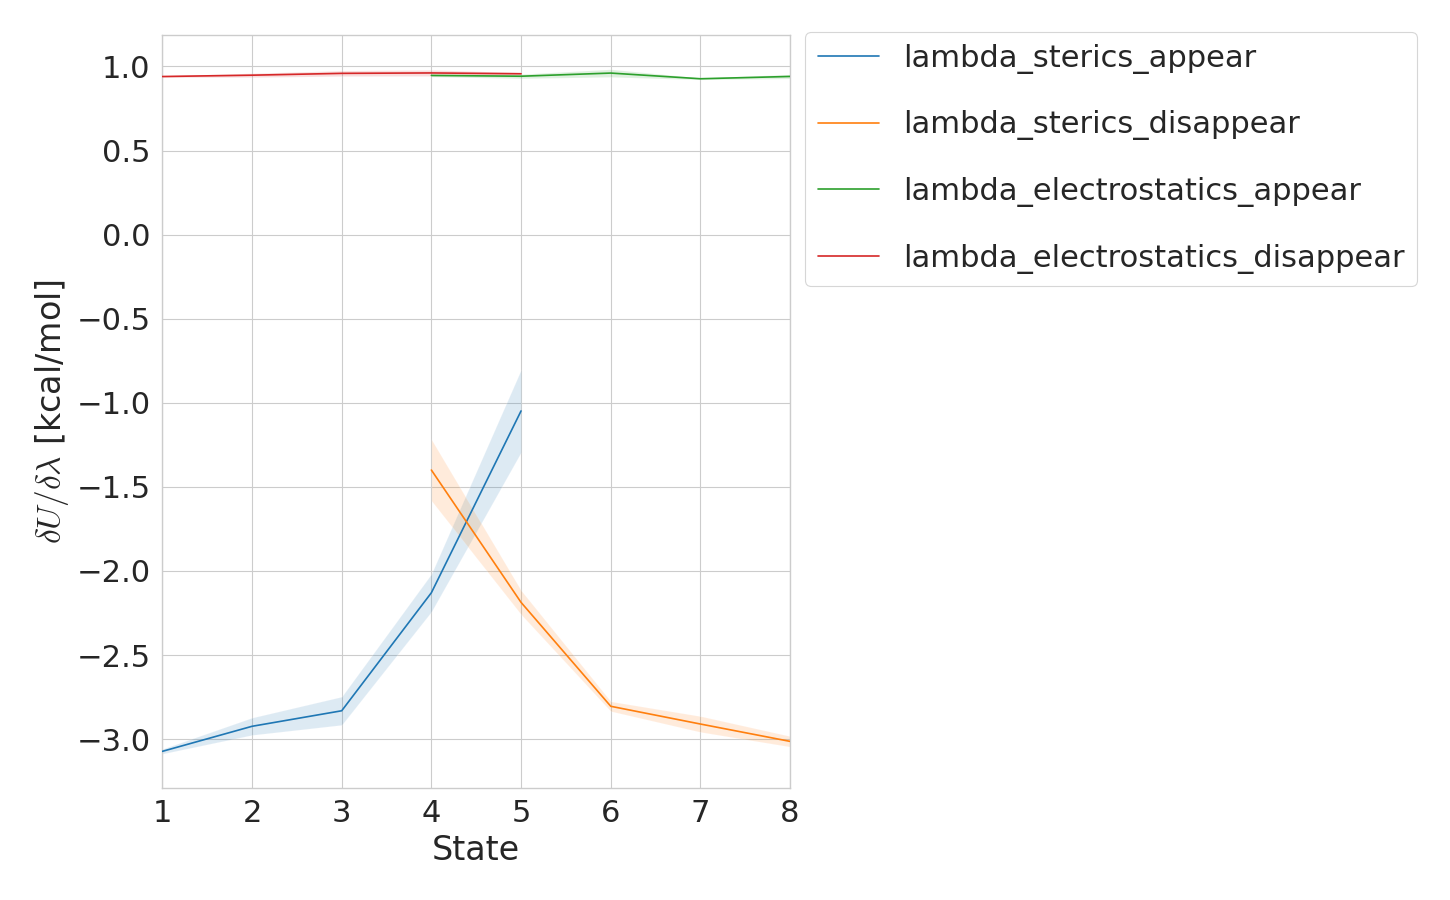 1.0
0.5
0.0
−0.5
−1.0
−1.5
−2.0
−2.5
−3.0
δU/δλ [kcal/mol]
1 2 3 4 5 6 7 8
State
lambda_sterics_appear
lambda_sterics_disappear
lambda_electrostatics_appear
lambda_electrostatics_disappear